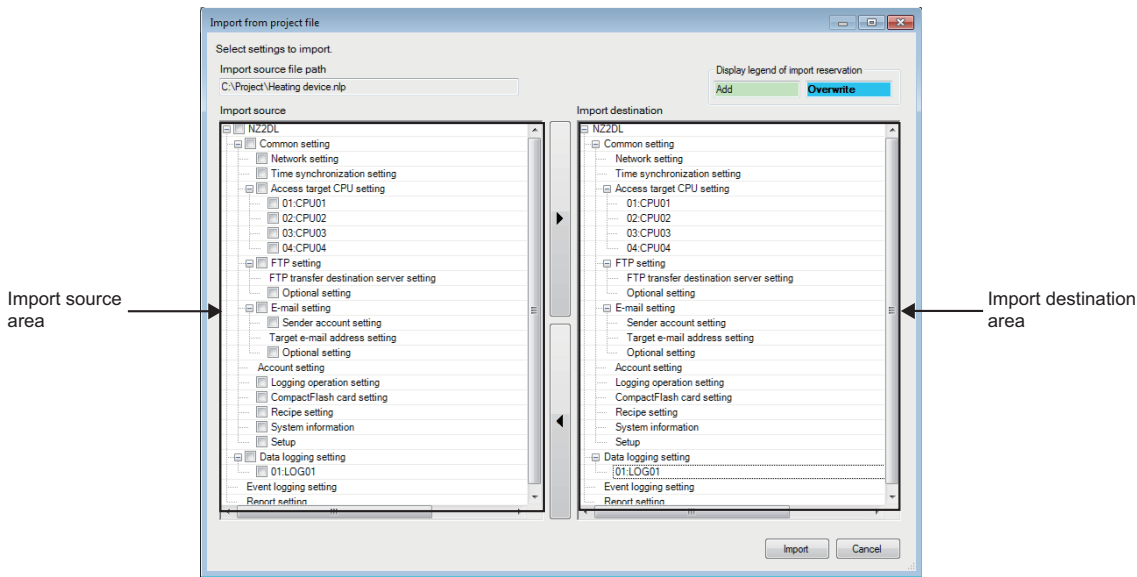 Import from project file
Select settings to import.
Import source file path
C:\Project\Heating device.nlp
Display legend of import reservation
Add
Overwrite
Import source
NZ2DL
Common setting
Network setting
Time synchronization setting
Access target CPU setting
01:CPU01
02:CPU02
03:CPU03
04:CPU04
FTP setting
FTP transfer destination server setting
Optional setting
E-mail setting
Sender account setting
Target e-mail address setting
Optional setting
Account setting
Logging operation setting
CompactFlash card setting
Recipe setting
System information
Setup
Data logging setting
01:LOG01
Event logging setting
Report setting
Import destination
NZ2DL
Common setting
Network setting
Time synchronization setting
Access target CPU setting
01:CPU01
02:CPU02
03:CPU03
04:CPU04
FTP setting
FTP transfer destination server setting
Optional setting
E-mail setting
Sender account setting
Target e-mail address setting
Optional setting
Account setting
Logging operation setting
CompactFlash card setting
Recipe setting
System information
Setup
Data logging setting
01:LOG01
Event logging setting
Report setting
Import source
area
Import destination
area
Import
Cancel